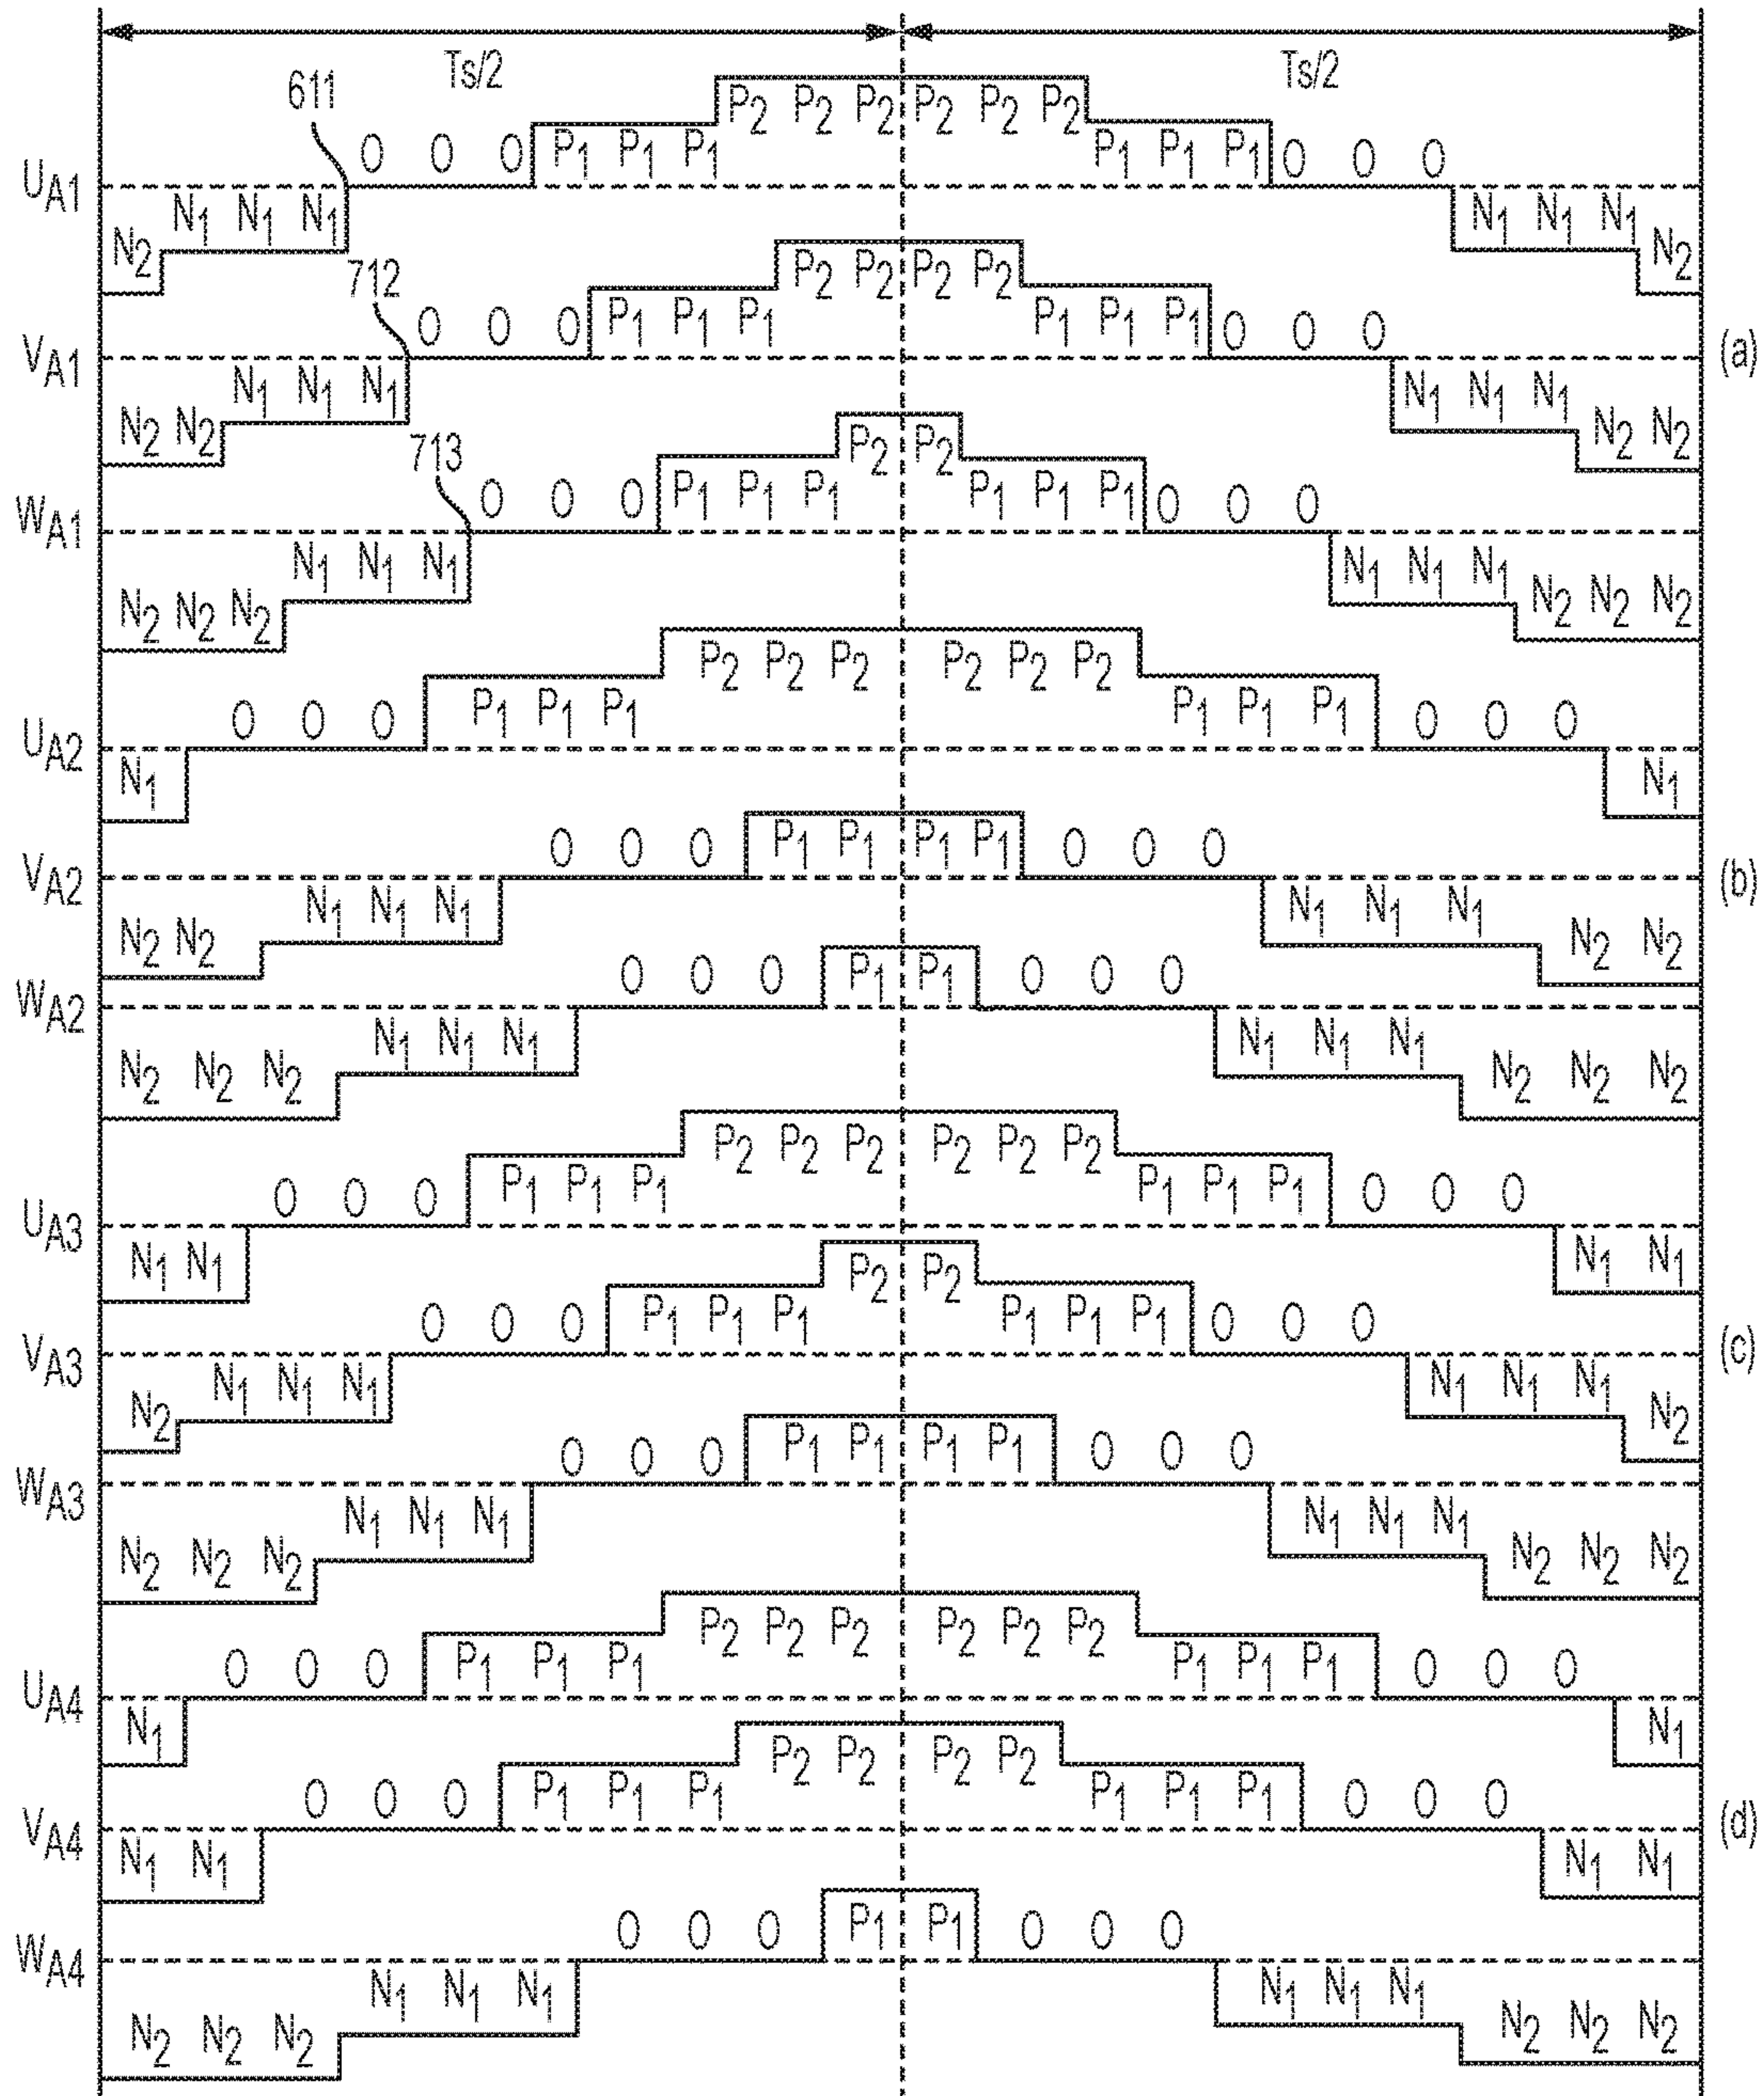 Ts/2 Ts/2
611
P2 P2 P2 P2 P2 P2
0 0 0 P1 P1 P1 P1 P1 P1 0 0 0
UA1
N1 N1 N1 N1 N1 N1
N2 N2
712
P2 P2 P2 P2
0 0 0 P1 P1 P1 P1 P1 P1 0 0 0
VA1 (a)
N1 N1 N1 N1 N1 N1
N2 N2 N2 N2
713
P2 P2
0 0 0 P1 P1 P1 P1 P1 P1 0 0 0
WA1
N1 N1 N1 N1 N1 N1
N2 N2 N2 N2 N2 N2
P2 P2 P2 P2 P2 P2
0 0 0 P1 P1 P1 P1 P1 P1 0 0 0
UA2
N1 N1
0 0 0 P1 P1 P1 P1 0 0 0
VA2 (b)
N1 N1 N1 N1 N1 N1
N2 N2 N2 N2
0 0 0 P1 P1 0 0 0
WA2
N1 N1 N1 N1 N1 N1
N2 N2 N2 N2 N2 N2
P2 P2 P2 P2 P2 P2
0 0 0 P1 P1 P1 P1 P1 P1 0 0 0
UA3
N1 N1 N1 N1
P2 P2
0 0 0 P1 P1 P1 P1 P1 P1 0 0 0
VA3 (c)
N1 N1 N1 N1 N1 N1
N2 N2
0 0 0 P1 P1 P1 P1 0 0 0
WA3
N1 N1 N1 N1 N1 N1
N2 N2 N2 N2 N2 N2
P2 P2 P2 P2 P2 P2
0 0 0 P1 P1 P1 P1 P1 P1 0 0 0
UA4
N1 N1
P2 P2 P2 P2
0 0 0 P1 P1 P1 P1 P1 P1 0 0 0
VA4 (d)
N1 N1 N1 N1
0 0 0 P1 P1 0 0 0
WA4
N1 N1 N1 N1 N1 N1
N2 N2 N2 N2 N2 N2